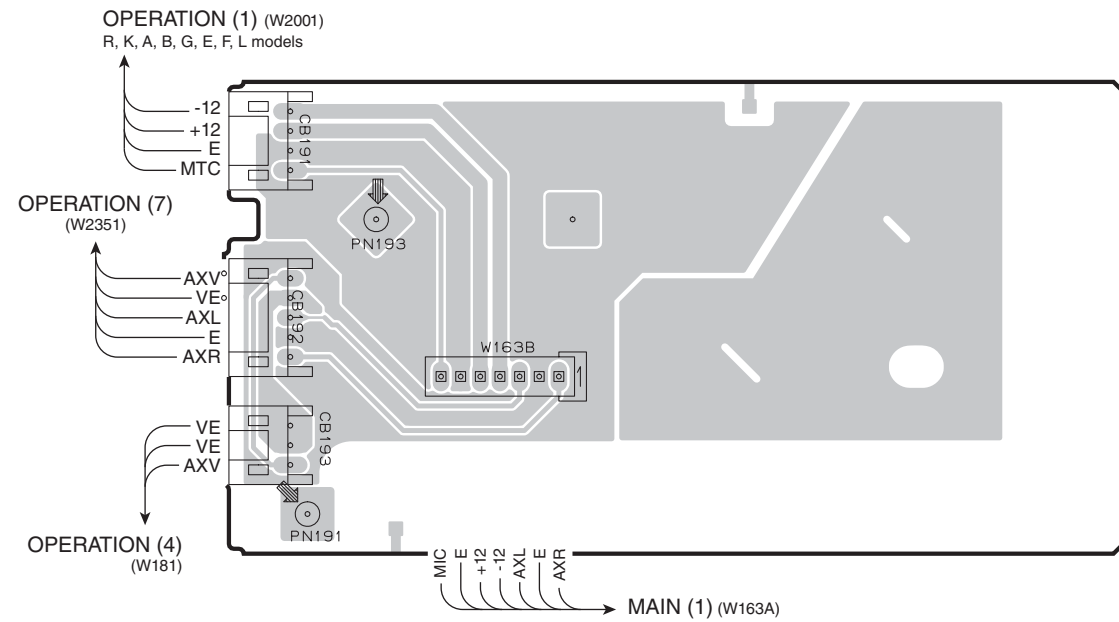 OPERATION (1) (W2001)
R, K, A, B, G, E, F, L models
-12
+12
E
MTC
CB191
OPERATION (7)
(W2351)
PN193
AXV
VE
AXL
E
AXR
CB192
W163B
1
VE
VE
AXV
CB193
PN191
OPERATION (4)
(W181)
MIC
E
+12
-12
AXL
E
AXR
MAIN (1) (W163A)